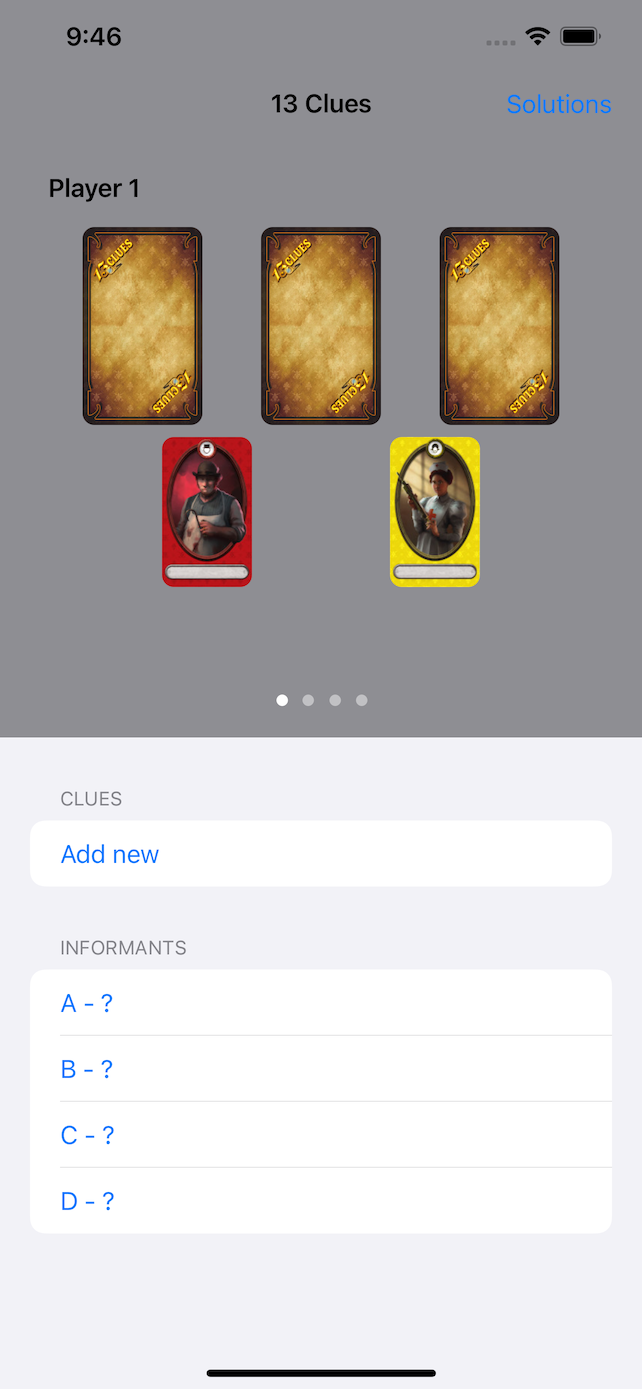 9:46
13 Clues
Solutions
Player 1
13 CLUES
13 CLUES
13 CLUES
13 CLUES
13 CLUES
13 CLUES
CLUES
Add new
INFORMANTS
A - ?
B - ?
C - ?
D - ?